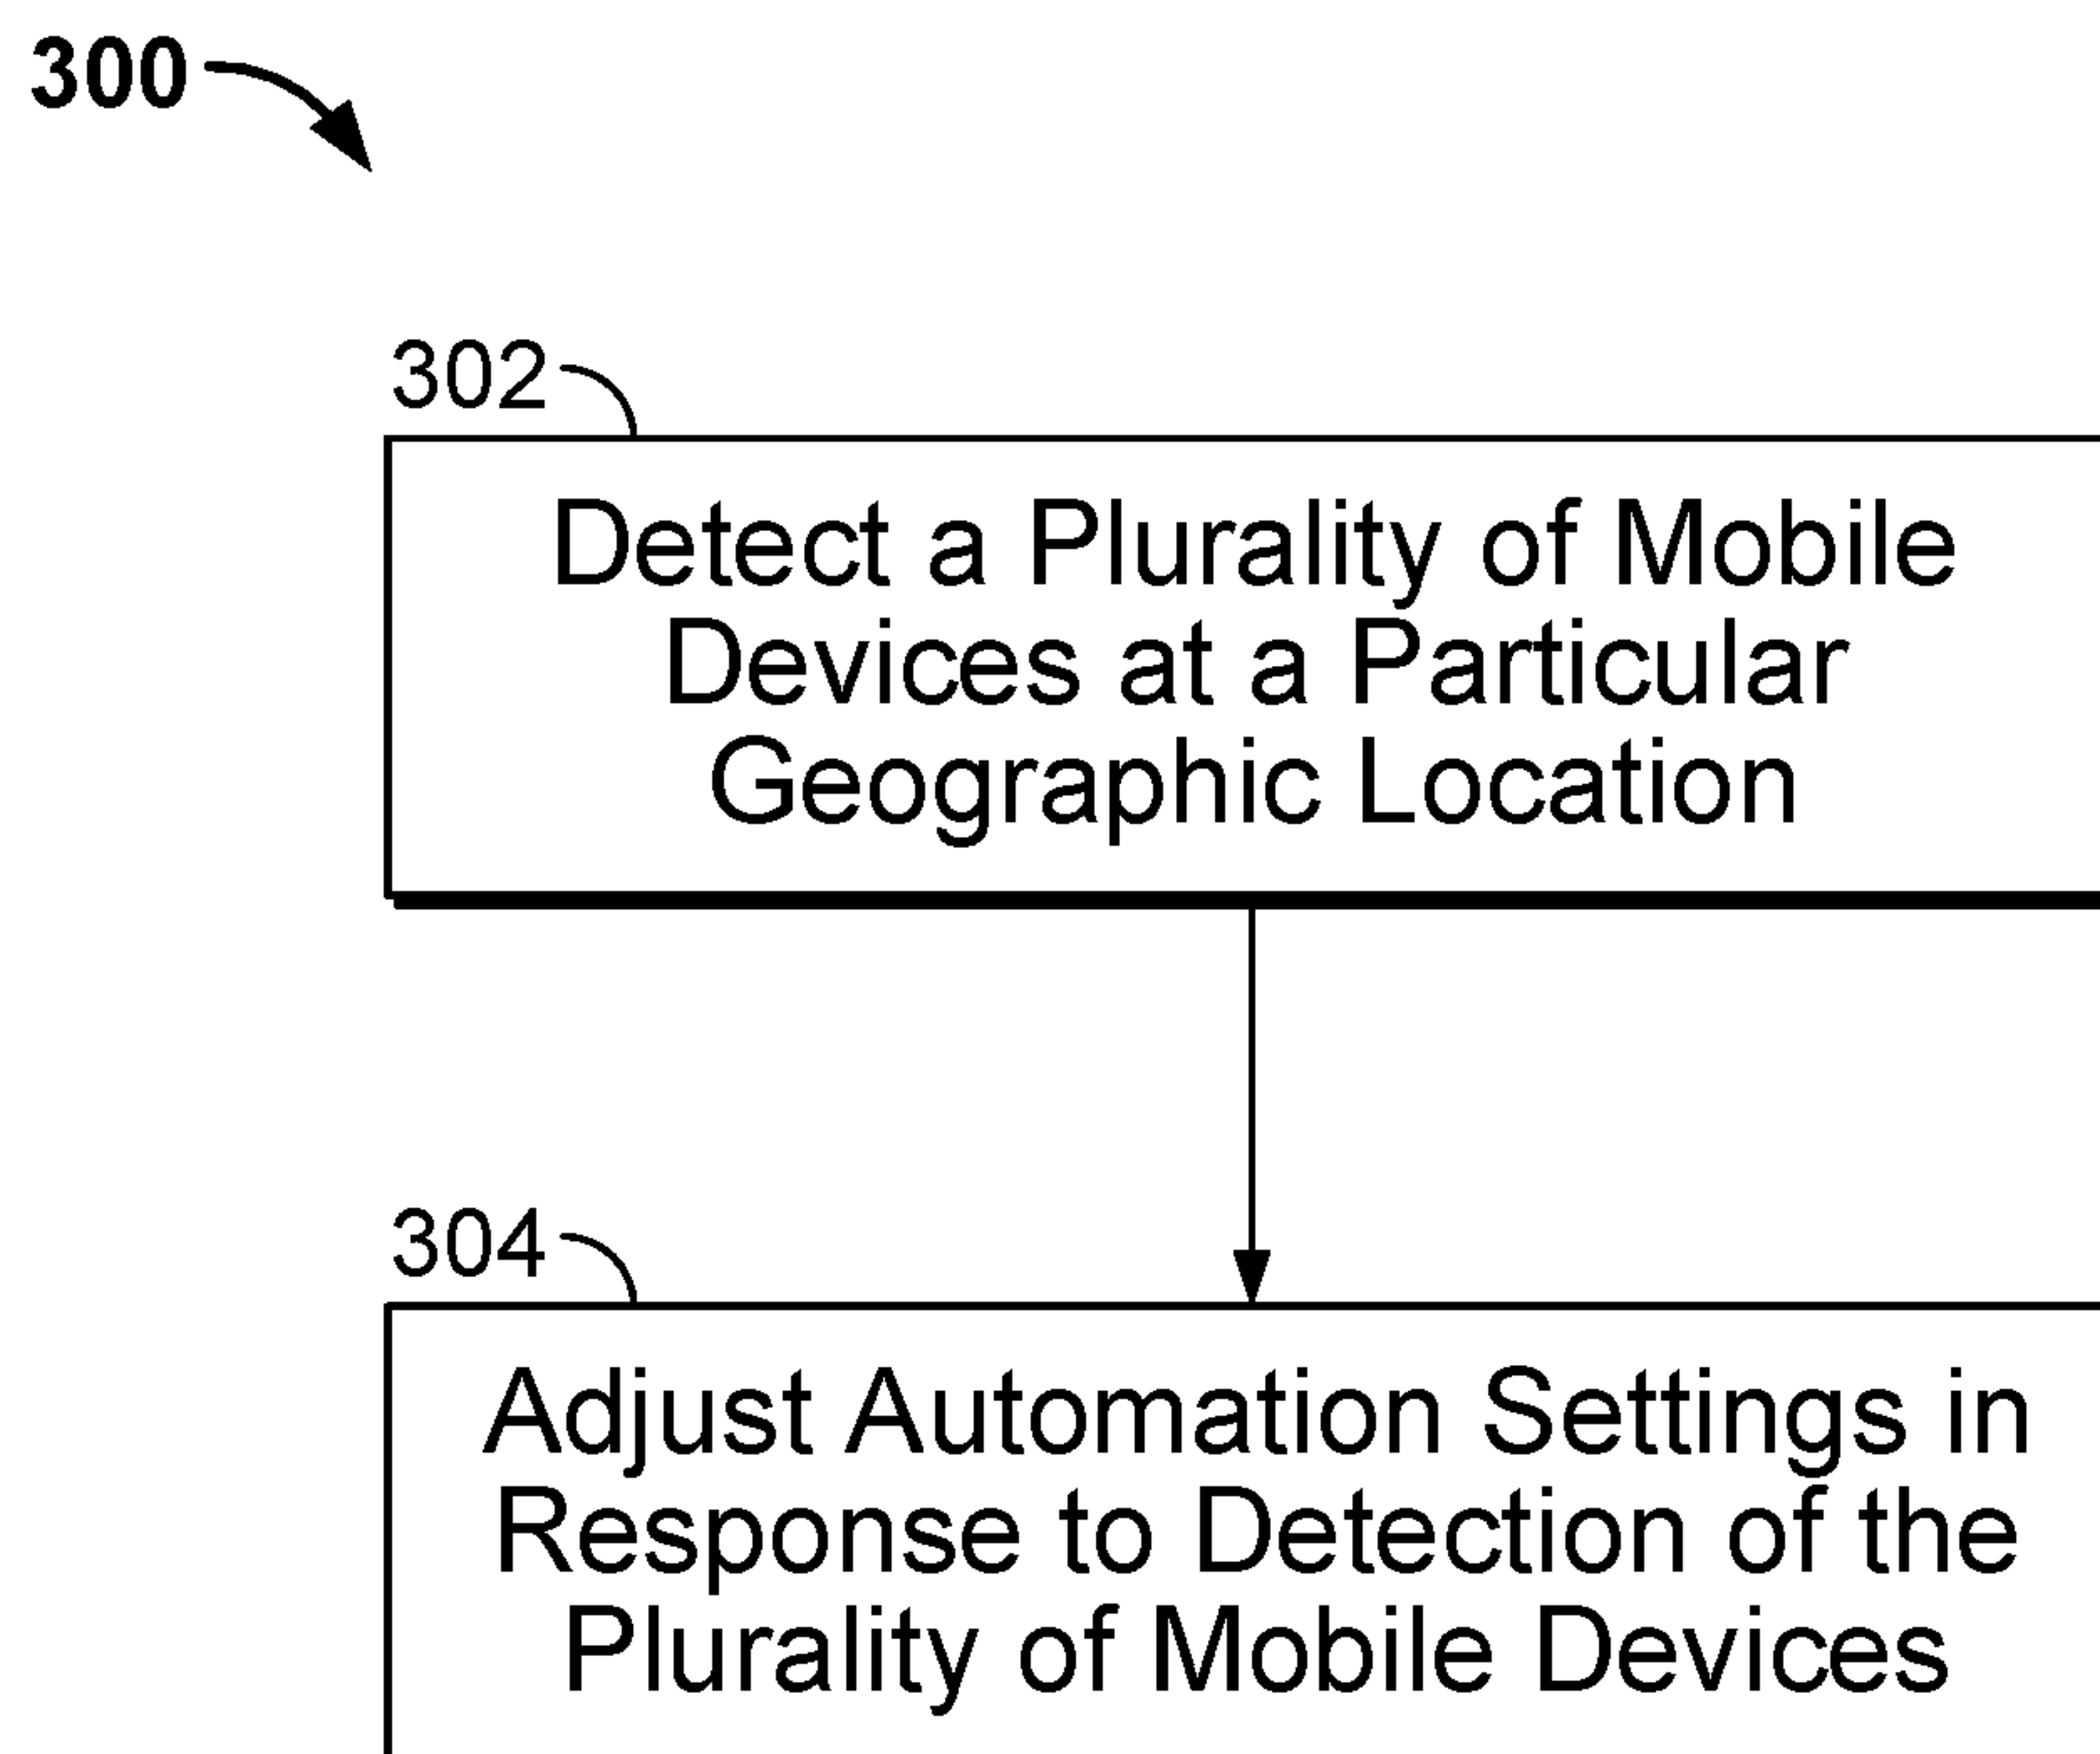 300
302
Detect a Plurality of Mobile
Devices at a Particular
Geographic Location
304
Adjust Automation Settings in
Response to Detection of the
Plurality of Mobile Devices